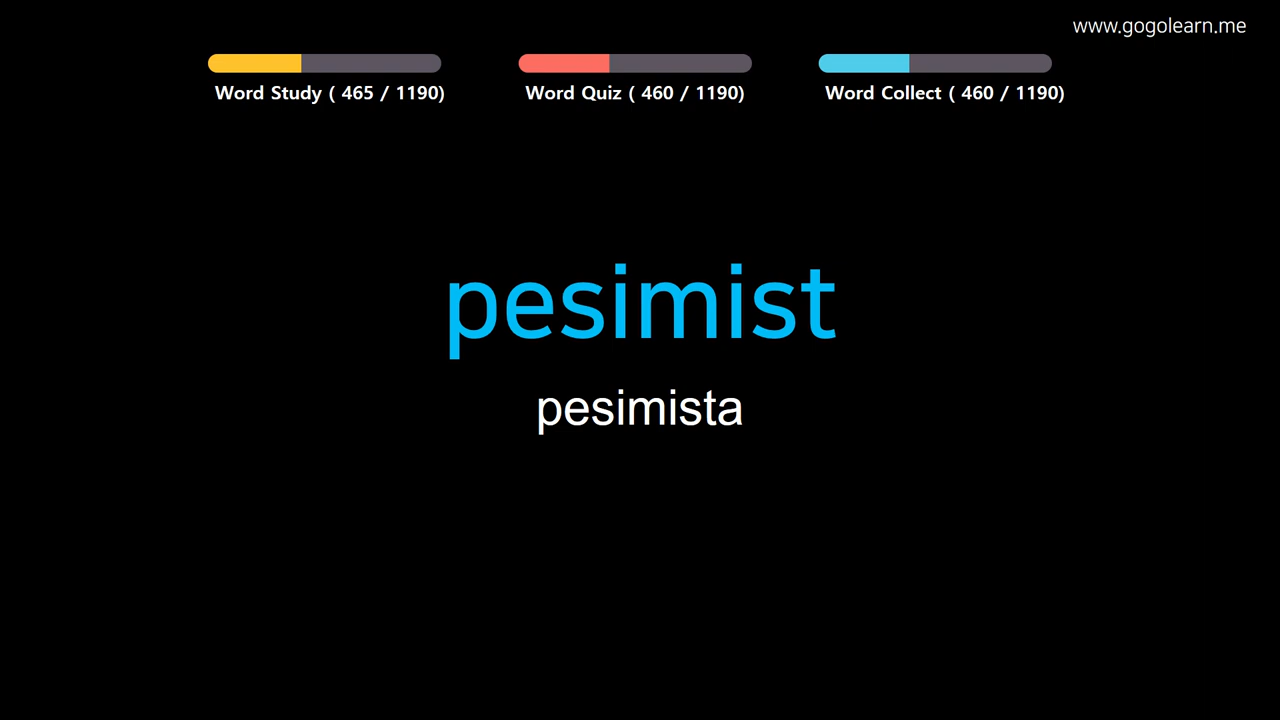 www.gogolearn.me
Word Study ( 465 / 1190)
Word Quiz ( 460 / 1190)
Word Collect ( 460 / 1190)
pesimist
pesimista